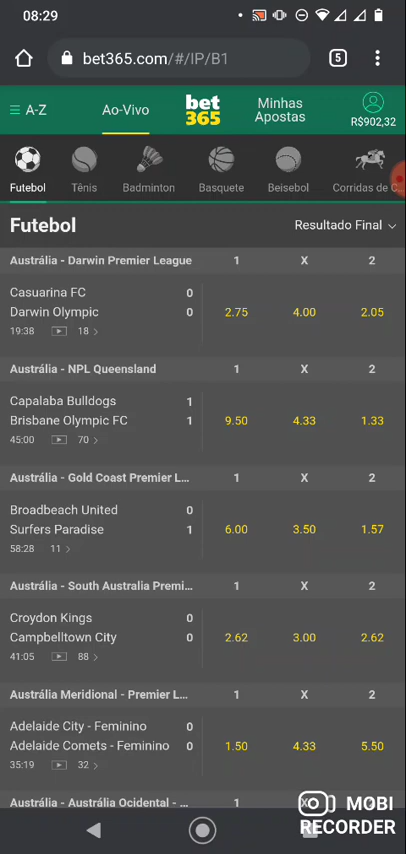 08:29
bet365.com/#/IP/B1
5
A-Z
Ao-Vivo
bet
365
Minhas
Apostas
R$902,32
Futebol
Tênis
Badminton
Basquete
Beisebol
Corridas de C...
Futebol
Resultado Final
Austrália - Darwin Premier League 1 X 2
Casuarina FC 0
Darwin Olympic 0
2.75 4.00 2.05
19:38 18
Austrália - NPL Queensland 1 X 2
Capalaba Bulldogs 1
Brisbane Olympic FC 1
9.50 4.33 1.33
45:00 70
Austrália - Gold Coast Premier L... 1 X 2
Broadbeach United 0
Surfers Paradise 1
6.00 3.50 1.57
58:28 11
Austrália - South Australia Premi... 1 X 2
Croydon Kings 0
Campbelltown City 0
2.62 3.00 2.62
41:05 88
Austrália Meridional - Premier L... 1 X 2
Adelaide City - Feminino 0
Adelaide Comets - Feminino 0
1.50 4.33 5.50
35:19 32
Austrália - Austrália Ocidental - ... 1 X
MOBI
RECORDER